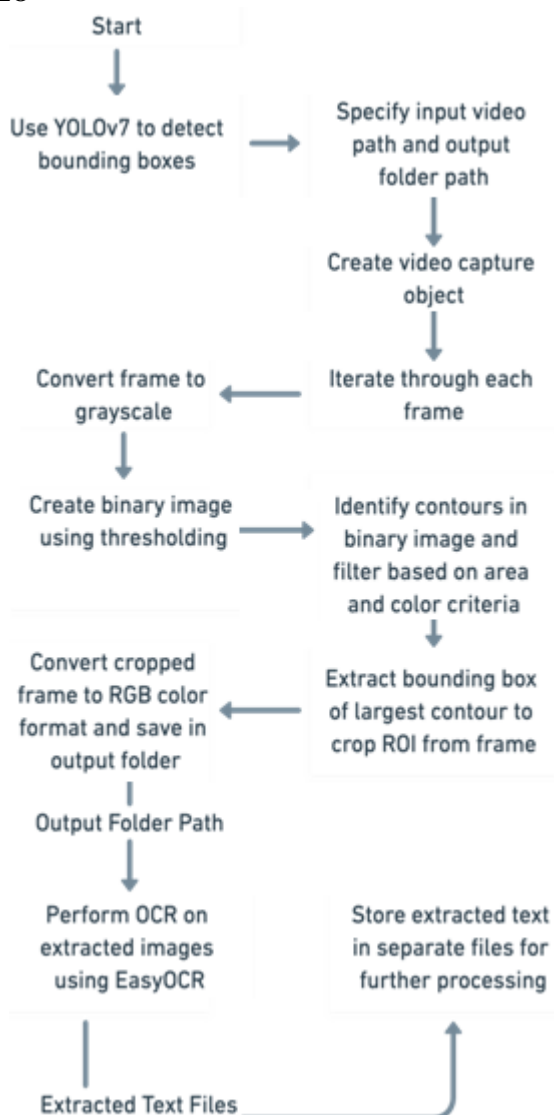 Start
Use YOLOv7 to detect
bounding boxes
Specify input video
path and output
folder path
Create video capture
object
Iterate through each
frame
Convert frame to
grayscale
Create binary image
using thresholding
Identify contours in
binary image and
filter based on area
and color criteria
Extract bounding box
of largest contour to
crop ROI from frame
Convert cropped
frame to RGB color
format and save in
output folder
Output Folder Path
Perform OCR on
extracted images
using EasyOCR
Extracted Text Files
Store extracted text
in separate files for
further processing